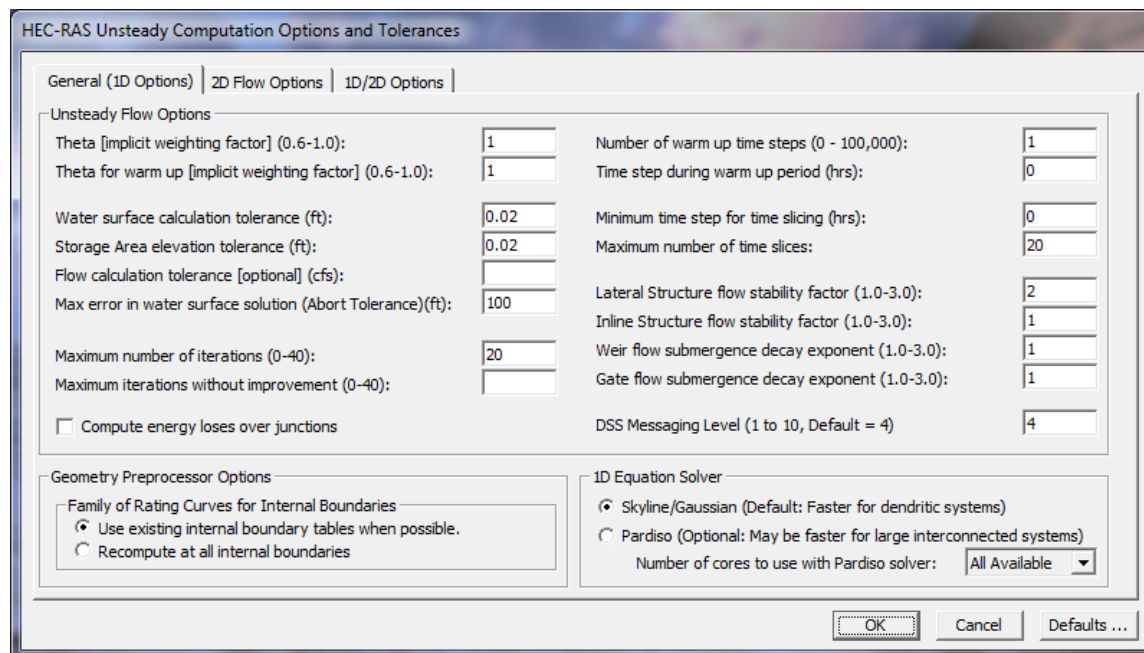 HEC-RAS Unsteady Computation Options and Tolerances
General (1D Options) 2D Flow Options 1D/2D Options
Unsteady Flow Options
Theta [implicit weighting factor] (0.6-1.0): 1
Theta for warm up [implicit weighting factor] (0.6-1.0): 1
Water surface calculation tolerance (ft): 0.02
Storage Area elevation tolerance (ft): 0.02
Flow calculation tolerance [optional] (cfs):
Max error in water surface solution (Abort Tolerance)(ft): 100
Maximum number of iterations (0-40): 20
Maximum iterations without improvement (0-40):
Compute energy loses over junctions
Number of warm up time steps (0 - 100,000): 1
Time step during warm up period (hrs): 0
Minimum time step for time slicing (hrs): 0
Maximum number of time slices: 20
Lateral Structure flow stability factor (1.0-3.0): 2
Inline Structure flow stability factor (1.0-3.0): 1
Weir flow submergence decay exponent (1.0-3.0): 1
Gate flow submergence decay exponent (1.0-3.0): 1
DSS Messaging Level (1 to 10, Default = 4) 4
Geometry Preprocessor Options
Family of Rating Curves for Internal Boundaries
Use existing internal boundary tables when possible.
Recompute at all internal boundaries
1D Equation Solver
Skyline/Gaussian (Default: Faster for dendritic systems)
Pardiso (Optional: May be faster for large interconnected systems)
Number of cores to use with Pardiso solver: All Available
OK Cancel Defaults ...